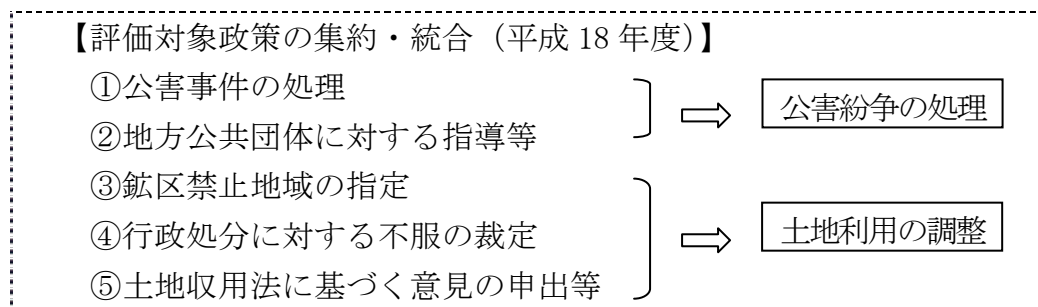 【評価対象政策の集約・統合（平成 18 年度）】
①公害事件の処理
②地方公共団体に対する指導等
公害紛争の処理
③鉱区禁止地域の指定
④行政処分に対する不服の裁定
⑤土地収用法に基づく意見の申出等
土地利用の調整